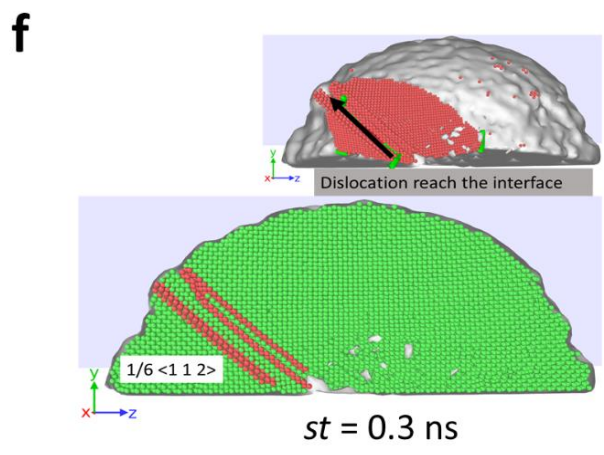 f
y
x
z
Dislocation reach the interface
1/6 <1 1 2>
y
x
z
st = 0.3 ns